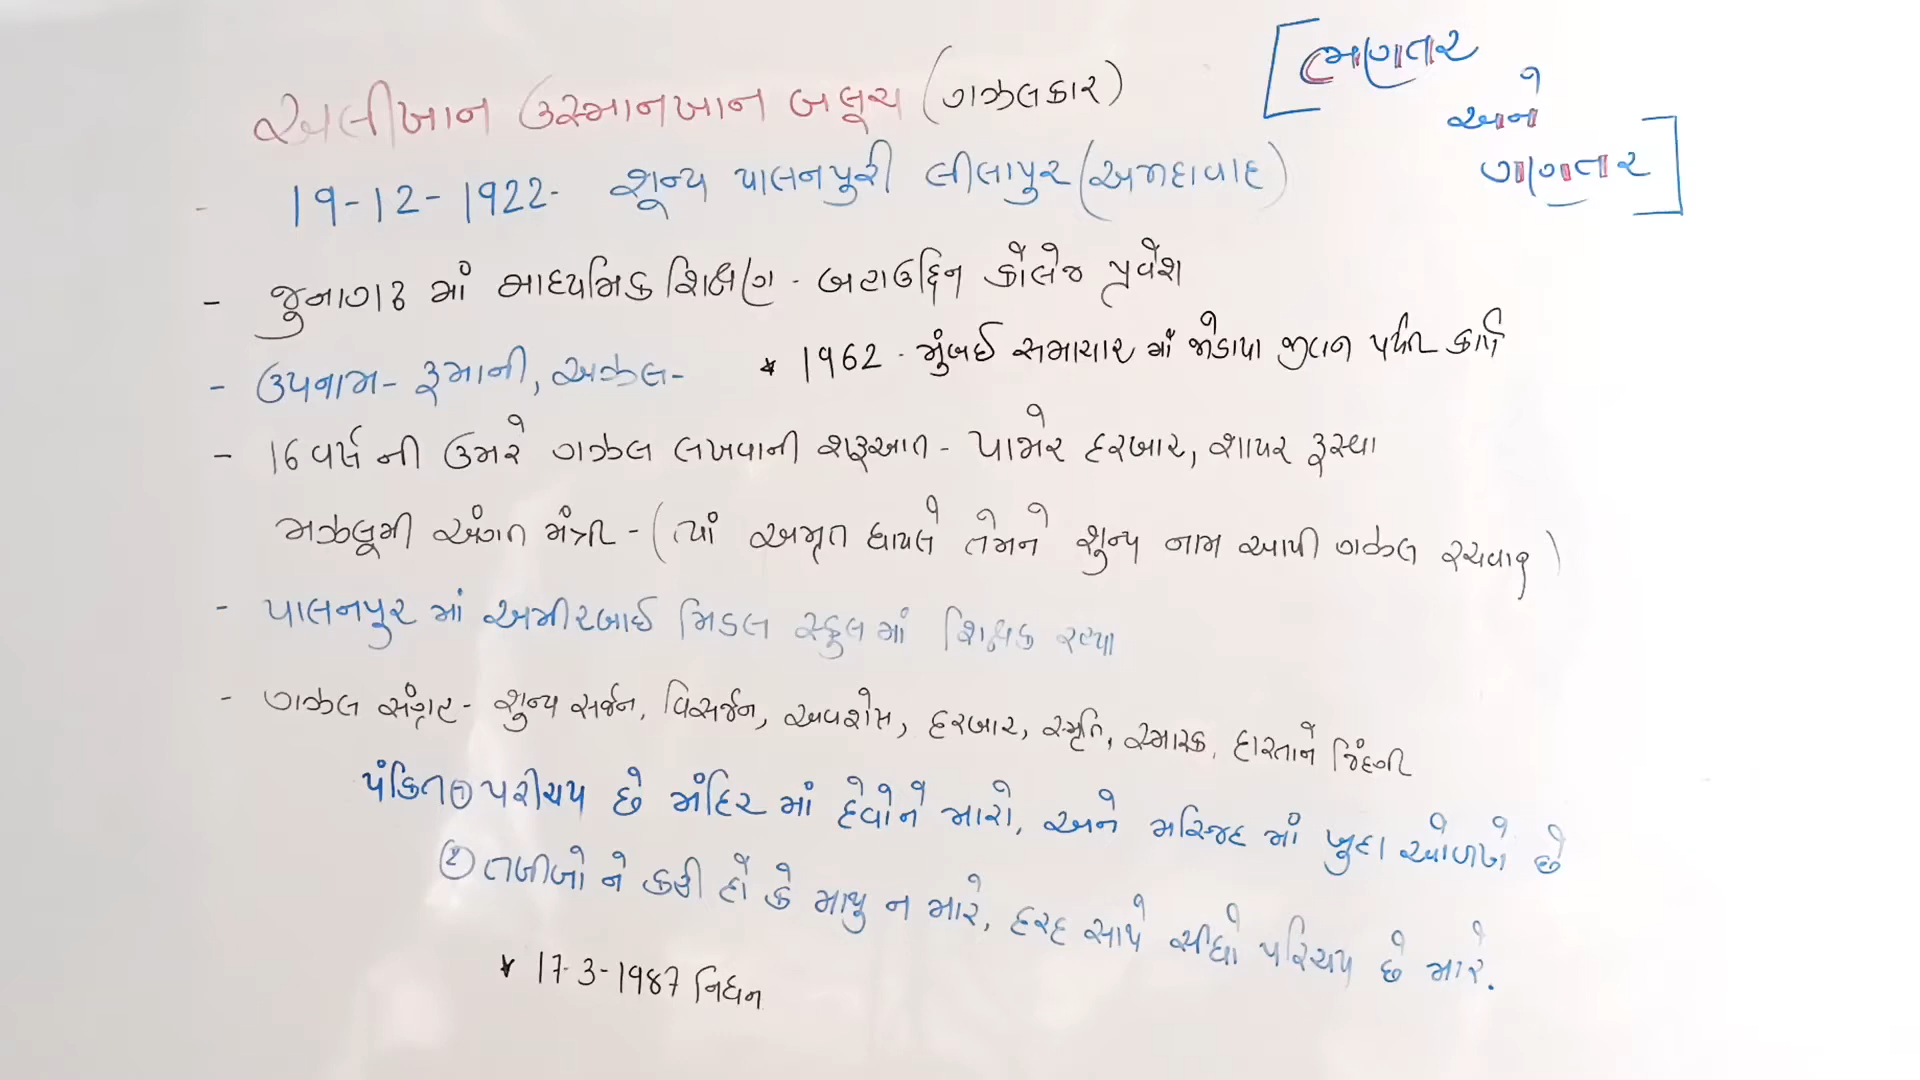 અલીખાન ઉસ્માનખાન બલૂચ (ગઝલકાર)
[ભણતર
અને
ગણતર]
- 19-12-1922- શૂન્ય પાલનપુરી લીલાપુર (અમદાવાદ)
- જુનાગઢ માં માધ્યમિક શિક્ષણ - બહાઉદ્દિન કૉલેજ પ્રવેશ
- ઉપનામ- રૂમાની, અઝલ-
* 1962 - મુંબઈ સમાચાર માં જોડાયા જીવન પર્યંત કાર્ય
- 16 વર્ષ ની ઉંમરે ગઝલ લખવાની શરૂઆત - પાજોદ દરબાર, શાયર રૂસ્વા
મઝલૂમી અંગત મંત્રી - (ત્યાં અમૃત ઘાયલે તેમને શુન્ય નામ આપી ગઝલ રચવાનુ)
- પાલનપુર માં અમીરબાઈ મિડલ સ્કુલ માં શિક્ષક રહ્યા
- ગઝલ સંગ્રહ - શુન્ય સર્જન, વિસર્જન, અવશેષ, દરબાર, સ્મૃતિ, સ્મારક, દાસ્તાને જિંદગી
પંક્તિ ① પરીચય છે મંદિર માં દેવોને મારો, અને મસ્જિદ માં ખુદા ઓળખે છે
② તબીબો ને કહી દો કે માથુ ન મારે, દરદ સાથે સીધો પરિચય છે મારે.
* 17-3-1987 નિધન